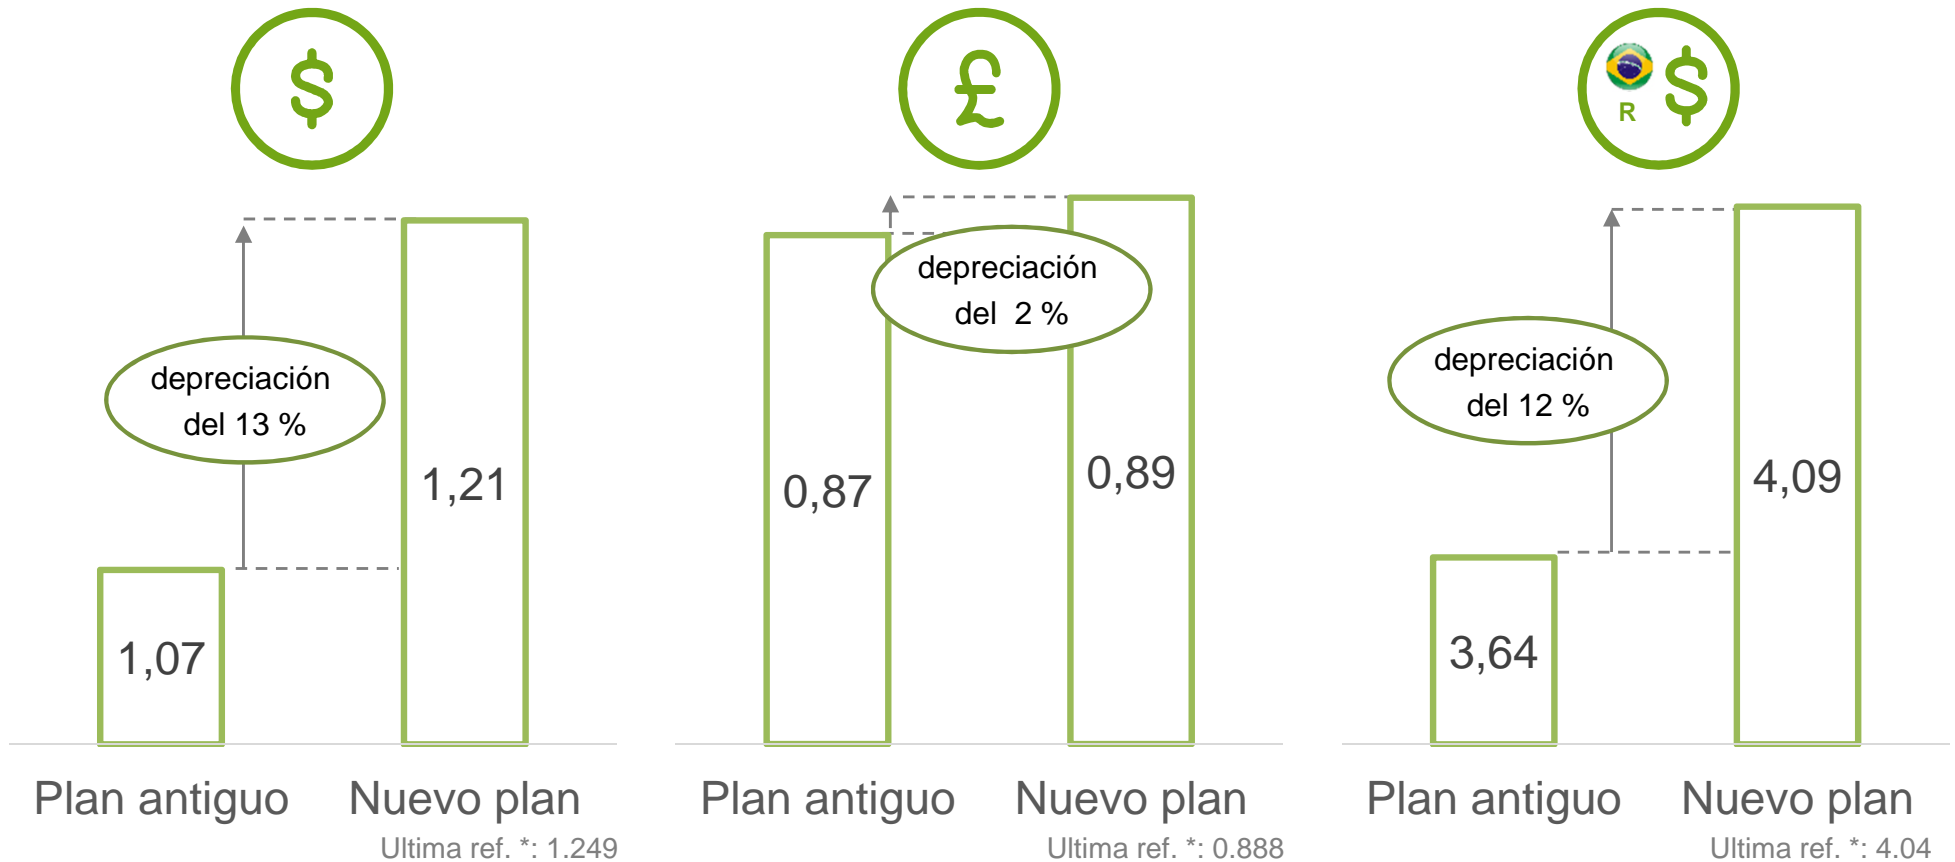 $
£
R $
depreciación
del 13 %
1,21
1,07
Plan antiguo Nuevo plan
Ultima ref. *: 1.249
depreciación
del 2 %
0,87
0,89
Plan antiguo Nuevo plan
Ultima ref. *: 0.888
depreciación
del 12 %
4,09
3,64
Plan antiguo Nuevo plan
Ultima ref. *: 4.04